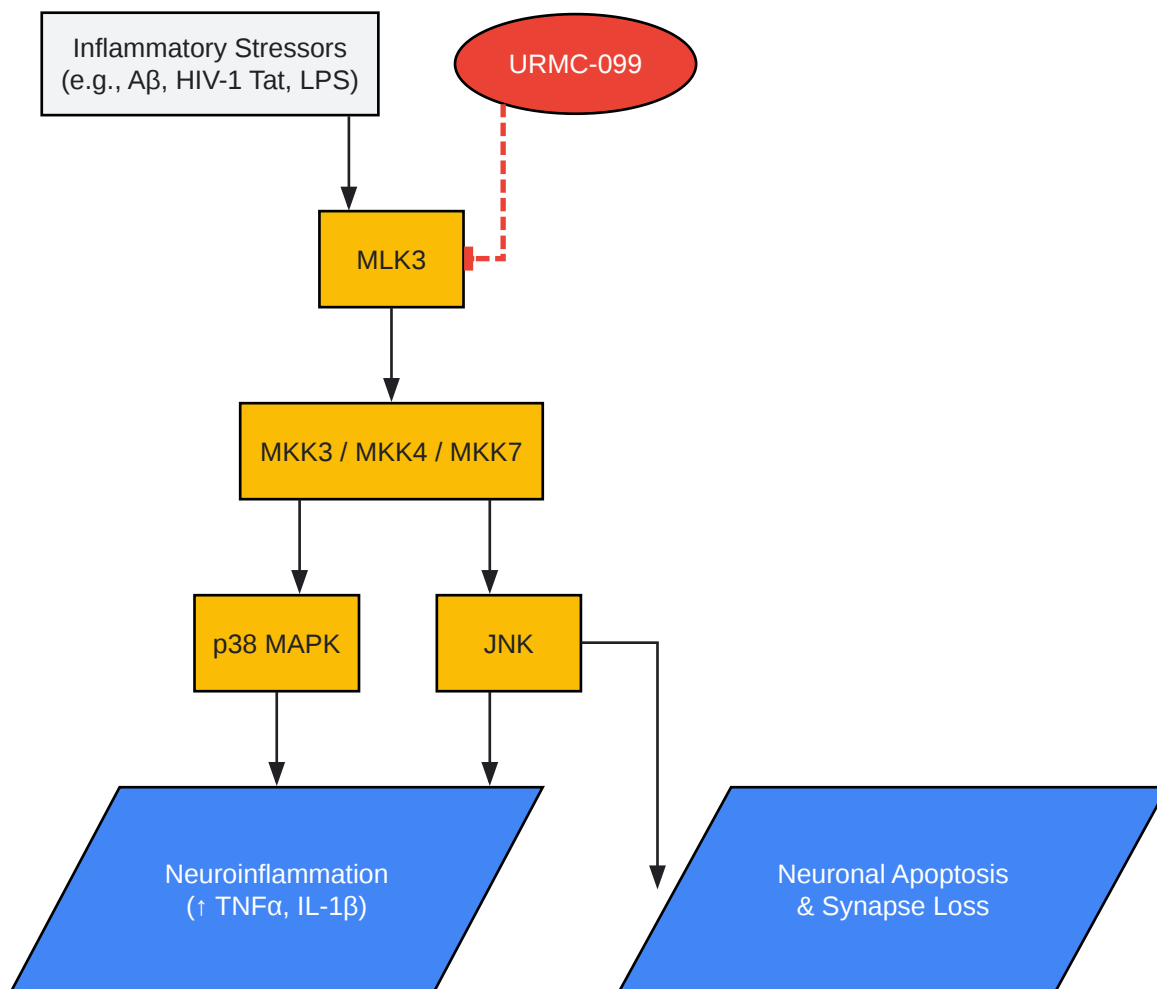 Inflammatory Stressors
(e.g., Aβ, HIV-1 Tat, LPS)
URMC-099
MLK3
MKK3 / MKK4 / MKK7
p38 MAPK
JNK
Neuroinflammation
(↑ TNFα, IL-1β)
Neuronal Apoptosis
& Synapse Loss